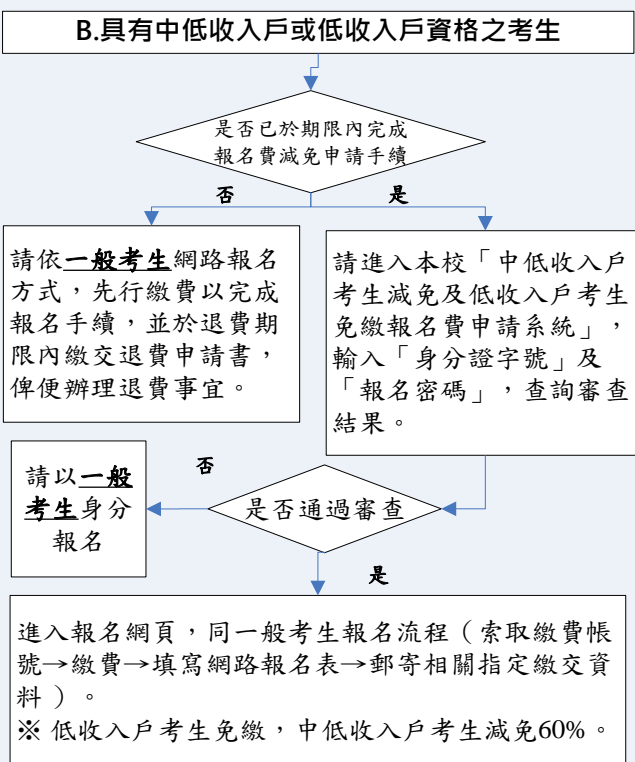 B.具有中低收入戶或低收入戶資格之考生
是否已於期限內完成
報名費減免申請手續
否
是
請依一般考生網路報名
方式，先行繳費以完成
報名手續，並於退費期
限內繳交退費申請書，
俾便辦理退費事宜。
請進入本校「中低收入戶
考生減免及低收入戶考生
免繳報名費申請系統」，
輸入「身分證字號」及
「報名密碼」，查詢審查
結果。
是否通過審查
否
請以一般
考生身分
報名
是
進入報名網頁，同一般考生報名流程（索取繳費帳
號→繳費→填寫網路報名表→郵寄相關指定繳交資
料）。
※ 低收入戶考生免繳，中低收入戶考生減免60%。